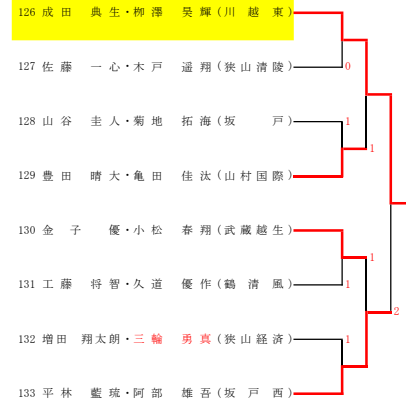 126 成田 典生・栁澤 昊輝(川越東)
127 佐藤 一心・木戸 遥翔(狭山清陵) 0
128 山谷 圭人・菊地 拓海(坂戸) 1
1
129 豊田 晴大・亀田 佳汰(山村国際)
130 金子 優・小松 春翔(武蔵越生)
1
131 工藤 将智・久道 優作(鶴清風) 1
2
132 増田 翔太朗・三輪 勇真(狭山経済) 1
133 平林 藍琉・阿部 雄吾(坂戸西)